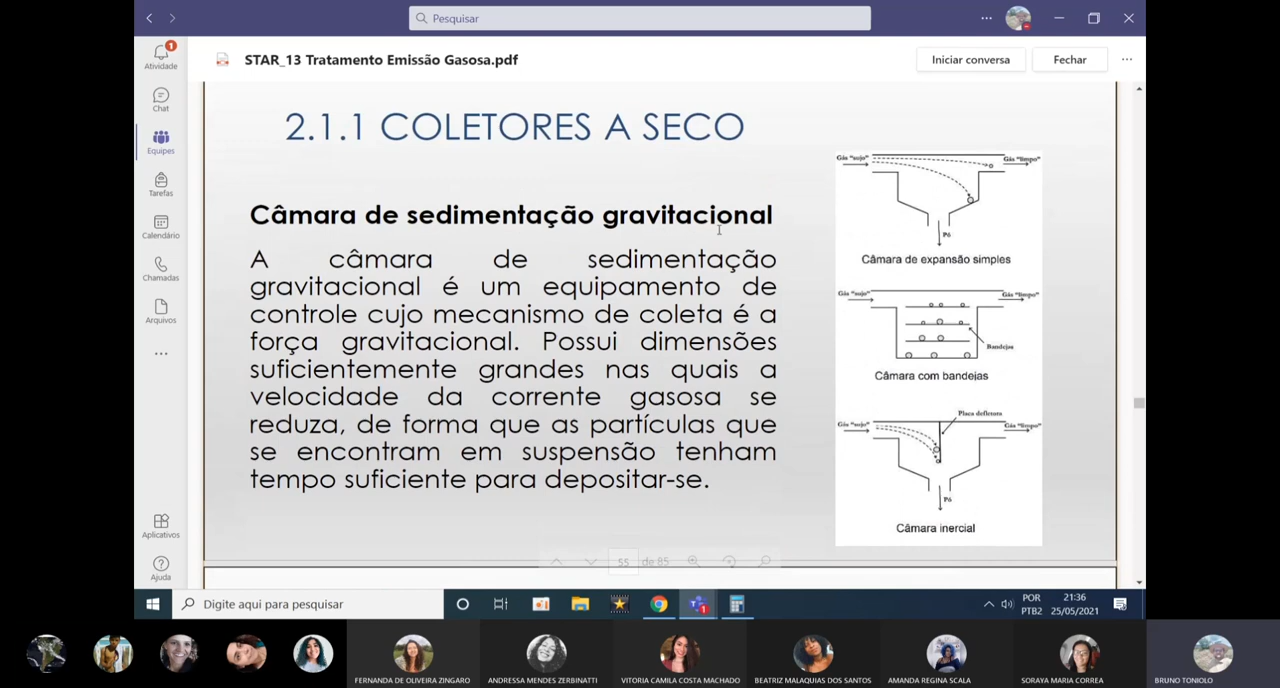 Pesquisar
1
Atividade
Chat
Equipes
Tarefas
Calendário
Chamadas
Arquivos
Aplicativos
Ajuda
STAR_13 Tratamento Emissão Gasosa.pdf
Iniciar conversa
Fechar
2.1.1 COLETORES A SECO
Câmara de sedimentação gravitacional
A câmara de sedimentação
gravitacional é um equipamento de
controle cujo mecanismo de coleta é a
força gravitacional. Possui dimensões
suficientemente grandes nas quais a
velocidade da corrente gasosa se
reduza, de forma que as partículas que
se encontram em suspensão tenham
tempo suficiente para depositar-se.
Gás "sujo"
Gás "limpo"
Pó
Câmara de expansão simples
Gás "sujo"
Gás "limpo"
Bandejas
Câmara com bandejas
Placa defletora
Gás "sujo"
Gás "limpo"
Pó
Câmara inercial
55 de 85
Digite aqui para pesquisar
1
POR
PTB2
21:36
25/05/2021
FERNANDA DE OLIVEIRA ZINGARO
ANDRESSA MENDES ZERBINATTI
VITORIA CAMILA COSTA MACHADO
BEATRIZ MALAQUIAS DOS SANTOS
AMANDA REGINA SCALA
SORAYA MARIA CORREA
BRUNO TONIOLO